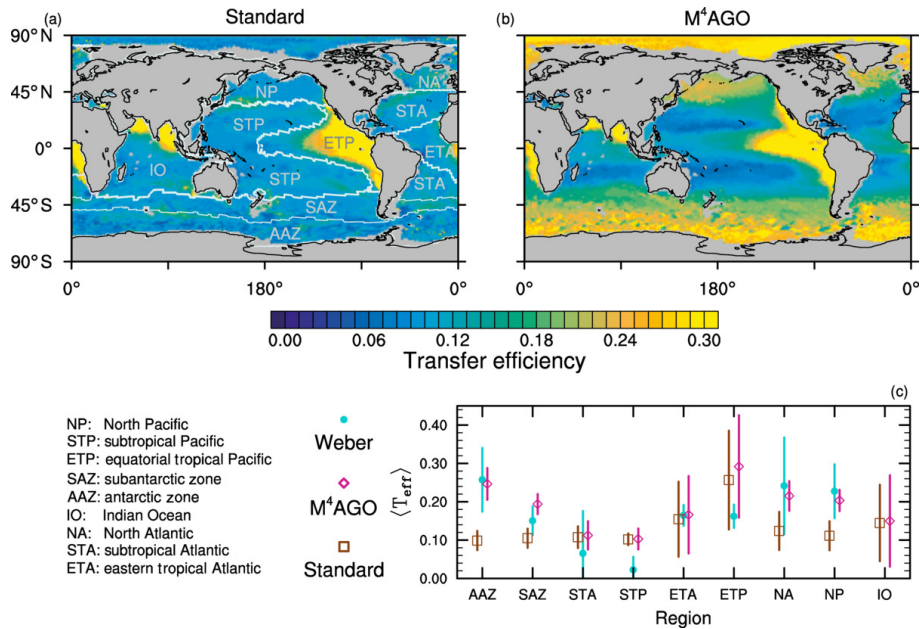 (a) Standard
(b) M⁴AGO
90°N
45°N
0°
45°S
90°S
NP
STP
ETP
STP
IO
SAZ
AAZ
NA
STA
ETA
STA
0° 180° 0°
0° 180° 0°
0.00 0.06 0.12 0.18 0.24 0.30
Transfer efficiency
NP: North Pacific
STP: subtropical Pacific
ETP: equatorial tropical Pacific
SAZ: subantarctic zone
AAZ: antarctic zone
IO: Indian Ocean
NA: North Atlantic
STA: subtropical Atlantic
ETA: eastern tropical Atlantic
Weber
M⁴AGO
Standard
(c)
⟨Teff⟩
0.40
0.30
0.20
0.10
0.00
AAZ SAZ STA STP ETA ETP NA NP IO
Region